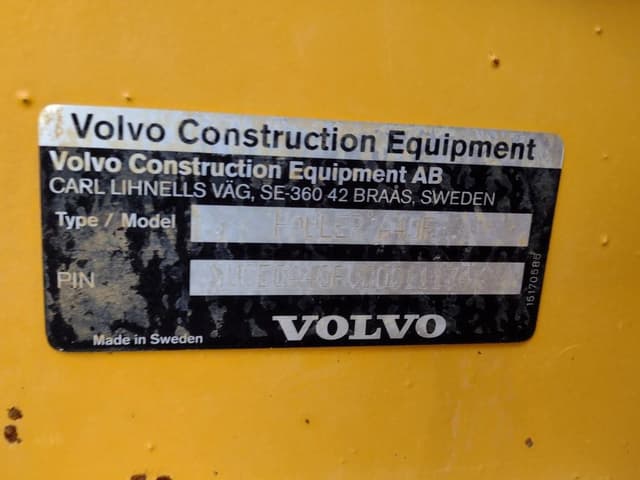 Volvo Construction Equipment
Volvo Construction Equipment AB
CARL LIHNELLS VÄG, SE-360 42 BRAAS, SWEDEN
Type / Model
PIN
VOLVO
Made in Sweden
15170585